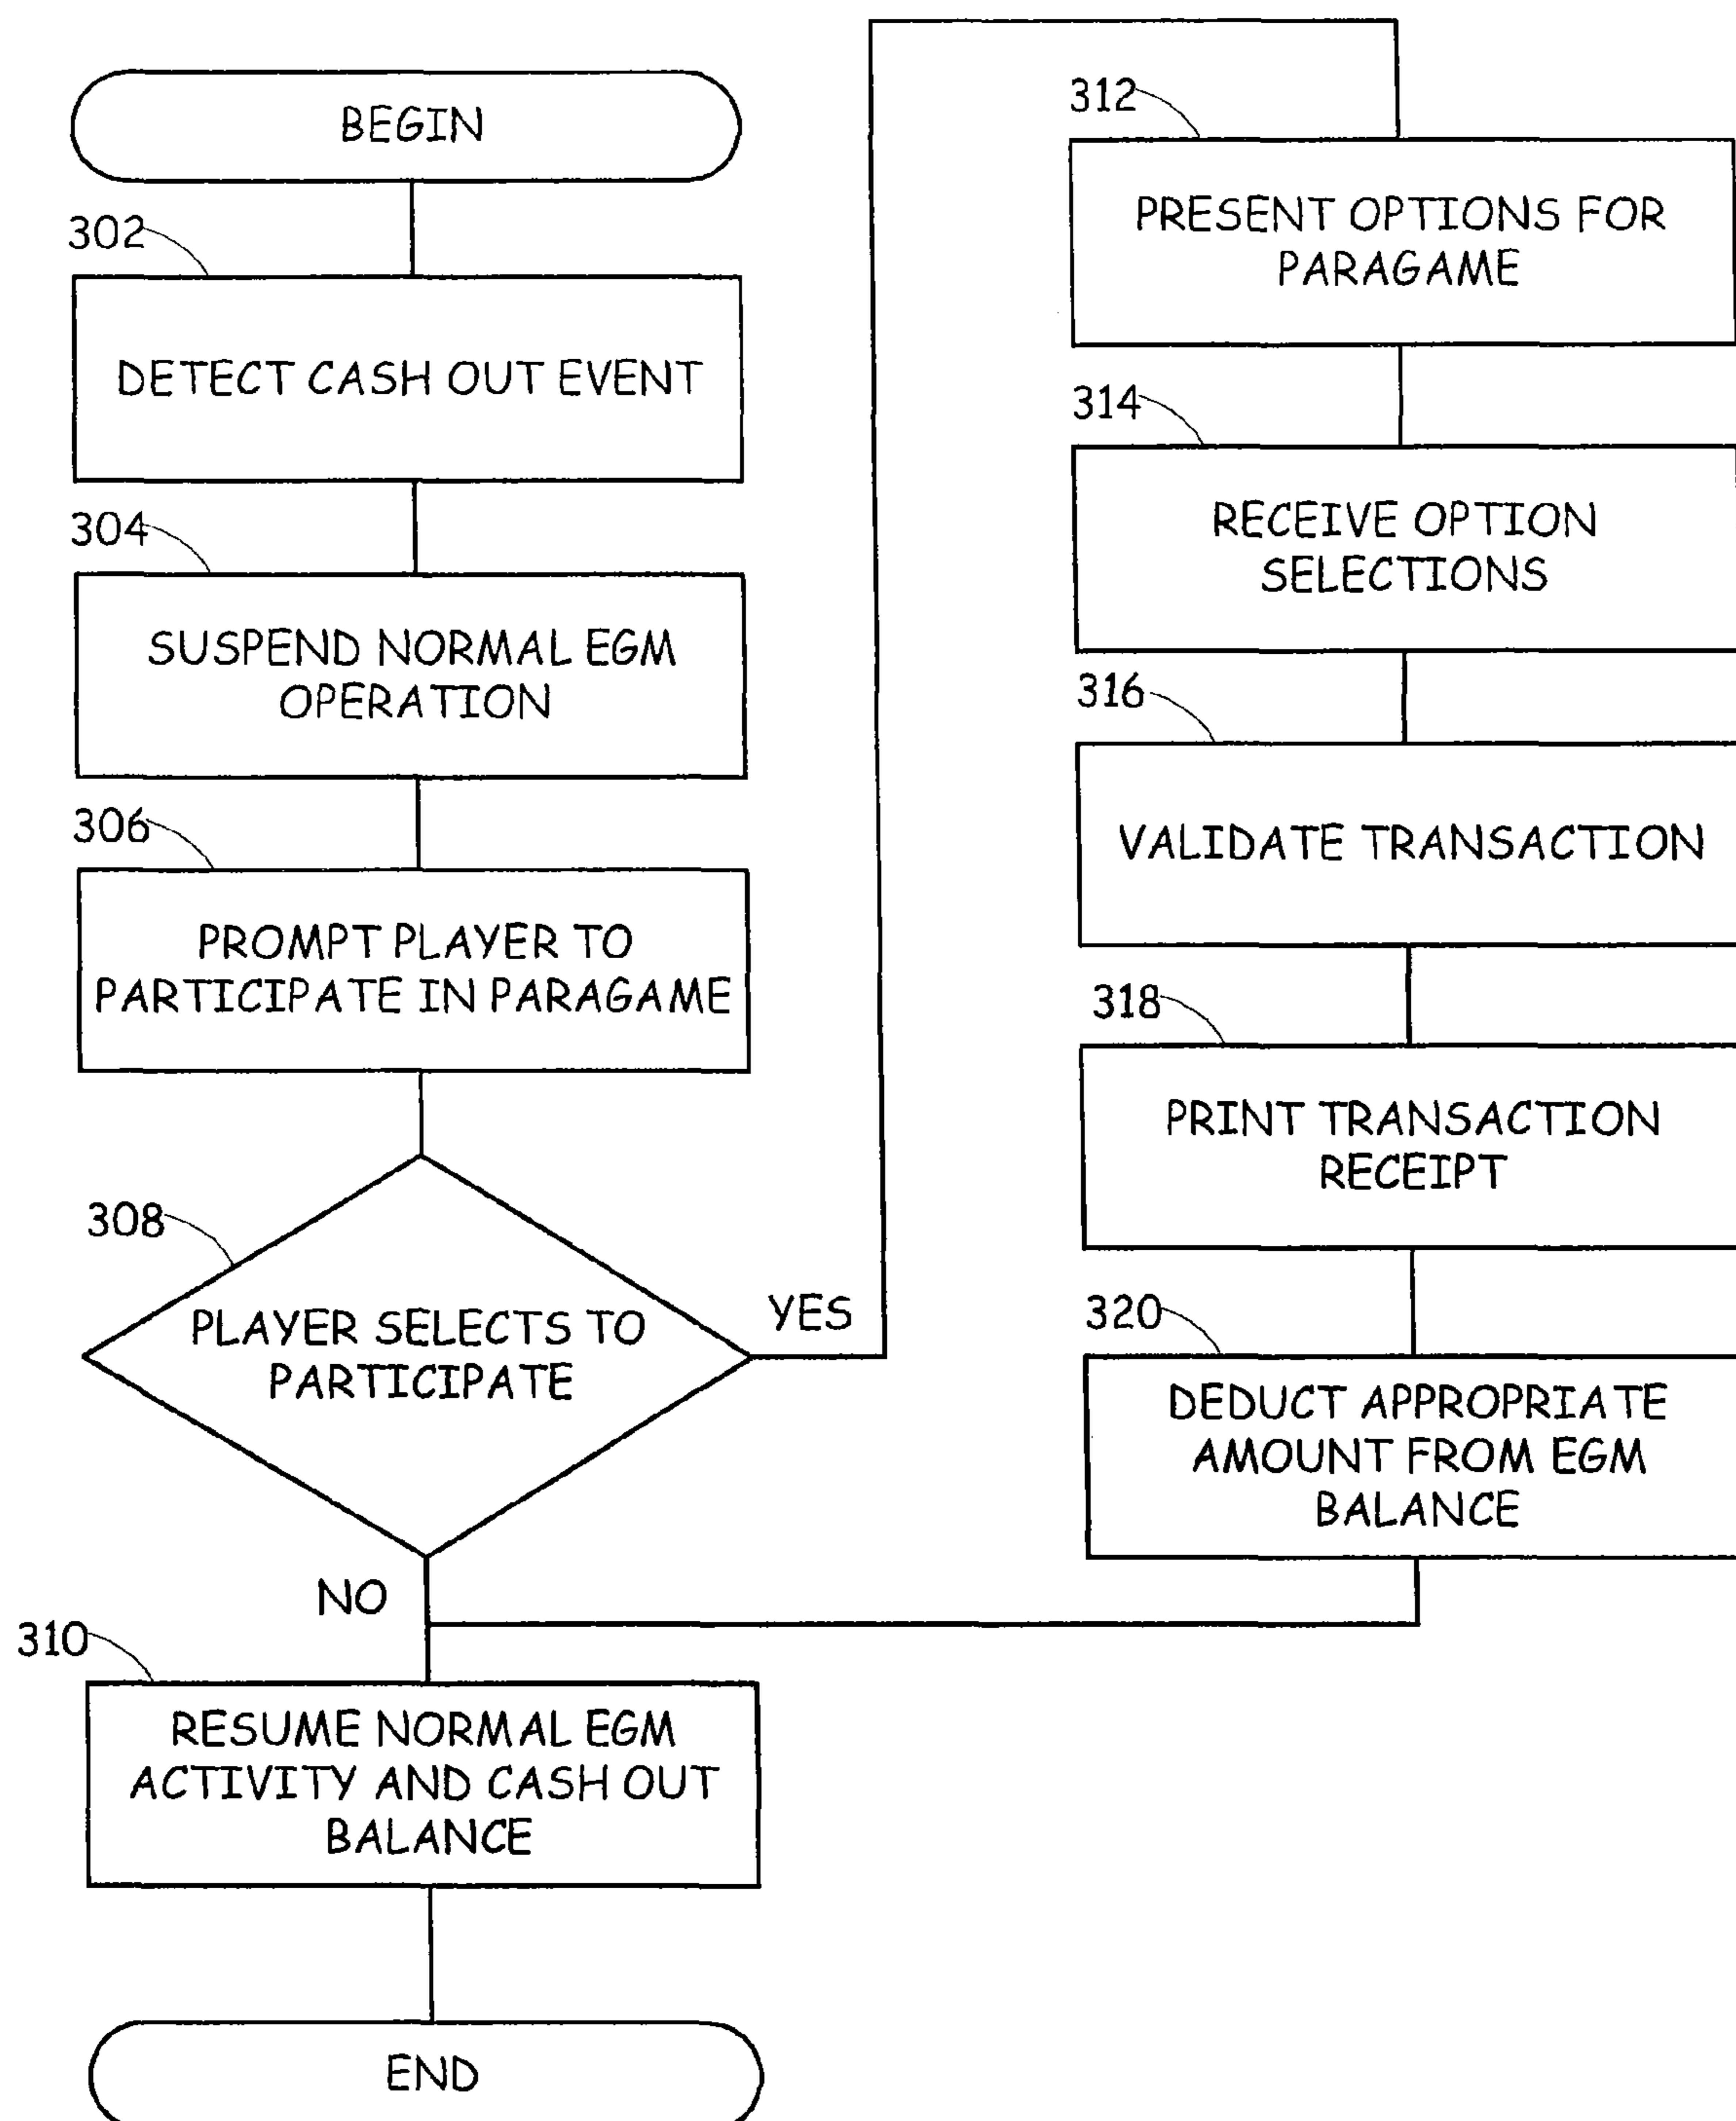 BEGIN
302
DETECT CASH OUT EVENT
304
SUSPEND NORMAL EGM
OPERATION
306
PROMPT PLAYER TO
PARTICIPATE IN PARAGAME
308
PLAYER SELECTS TO
PARTICIPATE
YES
NO
310
RESUME NORMAL EGM
ACTIVITY AND CASH OUT
BALANCE
END
312
PRESENT OPTIONS FOR
PARAGAME
314
RECEIVE OPTION
SELECTIONS
316
VALIDATE TRANSACTION
318
PRINT TRANSACTION
RECEIPT
320
DEDUCT APPROPRIATE
AMOUNT FROM EGM
BALANCE